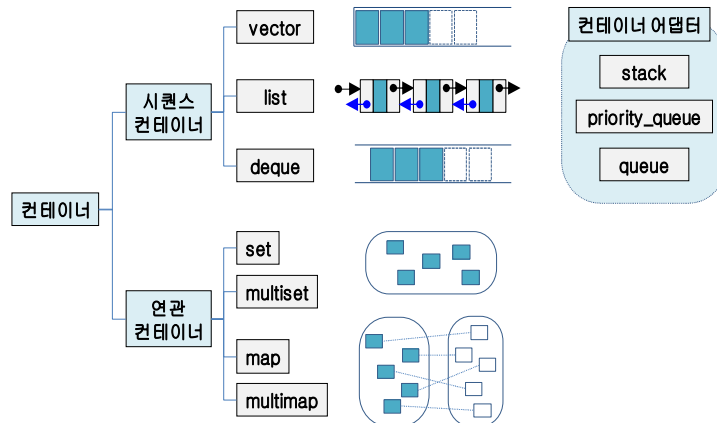 컨테이너
시퀀스
컨테이너
vector
list
deque
연관
컨테이너
set
multiset
map
multimap
컨테이너 어댑터
stack
priority_queue
queue